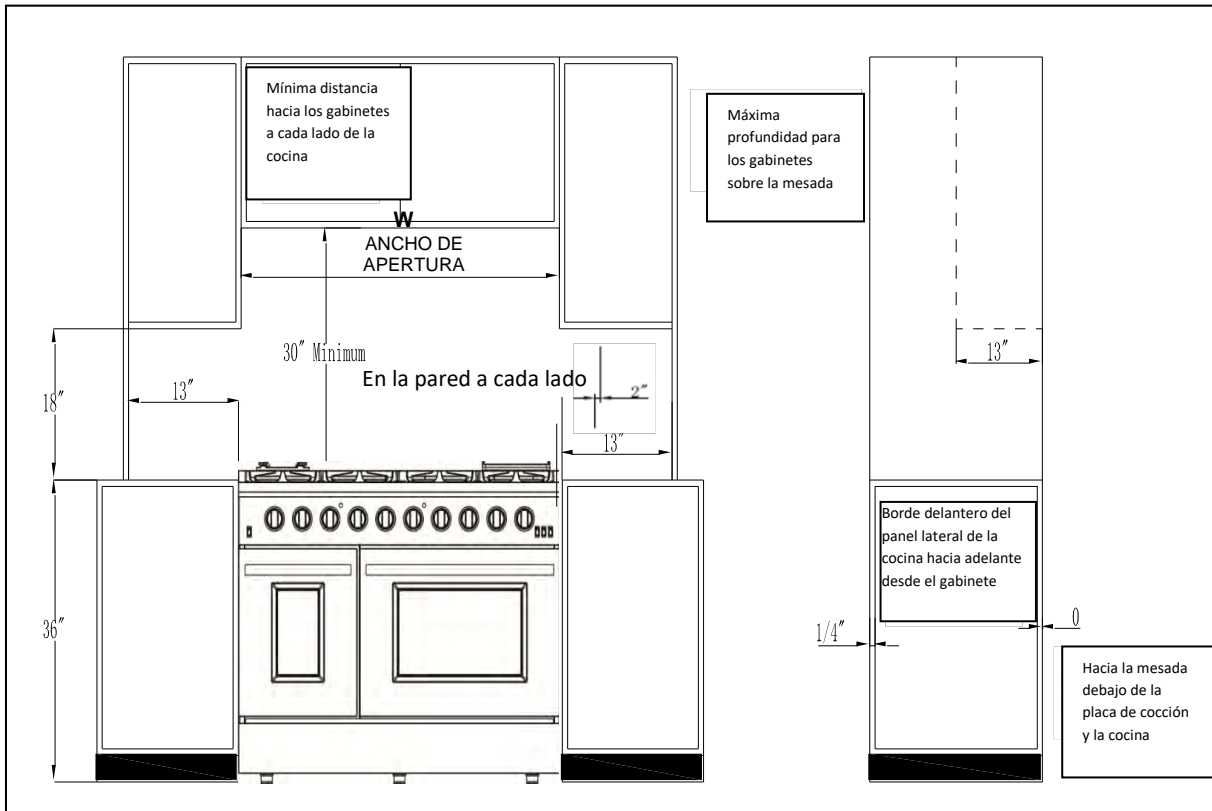 Mínima distancia
hacia los gabinetes
a cada lado de la
cocina
Máxima
profundidad para
los gabinetes
sobre la mesada
W
ANCHO DE
APERTURA
30" Minimum
En la pared a cada lado
2"
13"
18"
13"
13"
36"
Borde delantero del
panel lateral de la
cocina hacia adelante
desde el gabinete
1/4"
0
Hacia la mesada
debajo de la
placa de cocción
y la cocina